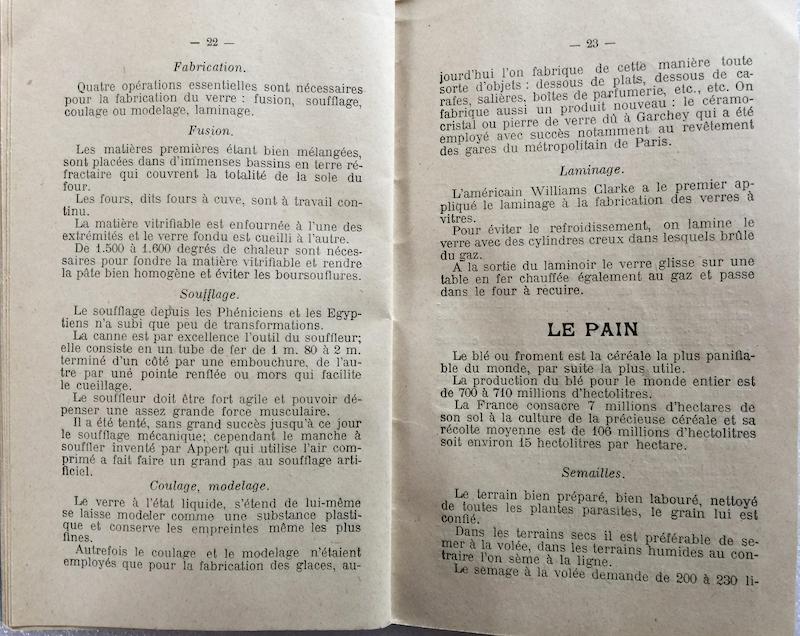 — 22 —
Fabrication.
Quatre opérations essentielles sont nécessaires
pour la fabrication du verre : fusion, soufflage,
coulage ou modelage, laminage.
Fusion.
Les matières premières étant bien mélangées,
sont placées dans d'immenses bassins en terre ré-
fractaire qui couvrent la totalité de la sole du
four.
Les fours, dits fours à cuve, sont à travail con-
tinu.
La matière vitrifiable est enfournée à l'une des
extrémités et le verre fondu est cueilli à l'autre.
De 1.500 à 1.600 degrés de chaleur sont néces-
saires pour fondre la matière vitrifiable et rendre
la pâte bien homogène et éviter les boursouflures.
Soufflage.
Le soufflage depuis les Phéniciens et les Egyp-
tiens n'a subi que peu de transformations.
La canne est par excellence l'outil du souffleur;
elle consiste en un tube de fer de 1 m. 80 à 2 m.
terminé d'un côté par une embouchure, de l'au-
tre par une pointe renflée ou mors qui facilite
le cueillage.
Le souffleur doit être fort agile et pouvoir dé-
penser une assez grande force musculaire.
Il a été tenté, sans grand succès jusqu'à ce jour
le soufflage mécanique; cependant le manche à
souffler inventé par Appert qui utilise l'air com-
primé a fait faire un grand pas au soufflage arti-
ficiel.
Coulage, modelage.
Le verre à l'état liquide, s'étend de lui-même
se laisse modeler comme une substance plasti-
que et conserve les empreintes même les plus
fines.
Autrefois le coulage et le modelage n'étaient
employés que pour la fabrication des glaces, au-
— 23 —
jourd'hui l'on fabrique de cette manière toute
sorte d'objets : dessous de plats, dessous de ca-
rafes, salières, boîtes de parfumerie, etc., etc. On
fabrique aussi un produit nouveau : le céramo-
cristal ou pierre de verre dû à Garchey qui a été
employé avec succès notamment au revêtement
des gares du métropolitain de Paris.
Laminage.
L'américain Williams Clarke a le premier ap-
pliqué le laminage à la fabrication des verres à
vitres.
Pour éviter le refroidissement, on lamine le
verre avec des cylindres creux dans lesquels brûle
du gaz.
A la sortie du laminoir le verre glisse sur une
table en fer chauffée également au gaz et passe
dans le four à recuire.
LE PAIN
Le blé ou froment est la céréale la plus panifia-
ble du monde, par suite la plus utile.
La production du blé pour le monde entier est
de 700 à 710 millions d'hectolitres.
La France consacre 7 millions d'hectares de
son sol à la culture de la précieuse céréale et sa
récolte moyenne est de 106 millions d'hectolitres
soit environ 15 hectolitres par hectare.
Semailles.
Le terrain bien préparé, bien labouré, nettoyé
de toutes les plantes parasites, le grain lui est
confié.
Dans les terrains secs il est préférable de se-
mer à la volée, dans les terrains humides au con-
traire l'on sème à la ligne.
Le semage à la volée demande de 200 à 230 li-